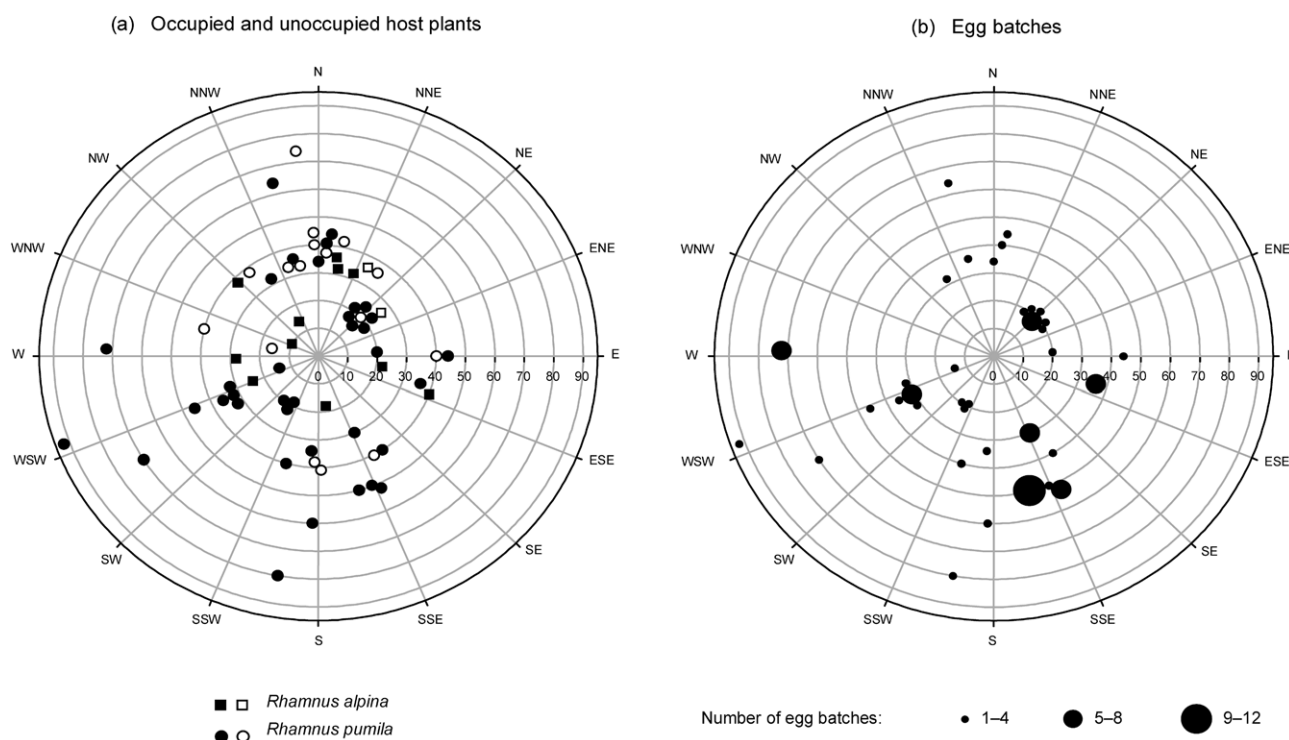 (a) Occupied and unoccupied host plants
N
NNW
NNE
NW
NE
WNW
ENE
W
E
0 10 20 30 40 50 60 70 80 90
WSW
ESE
SW
SE
SSW
SSE
S
Rhamnus alpina
Rhamnus pumila
(b) Egg batches
N
NNW
NNE
NW
NE
WNW
ENE
W
0 10 20 30 40 50 60 70 80 90
WSW
ESE
SW
SE
SSW
SSE
S
Number of egg batches: 1–4 5–8 9–12